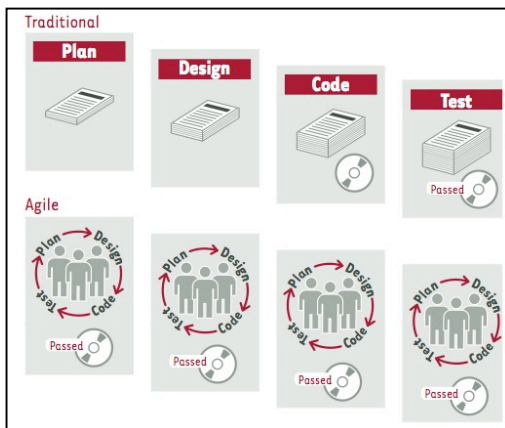 Traditional
Plan
Design
Code
Test
Passed
Agile
Plan
Design
Code
Test
Passed
Plan
Design
Code
Test
Passed
Plan
Design
Code
Test
Passed
Plan
Design
Code
Test
Passed